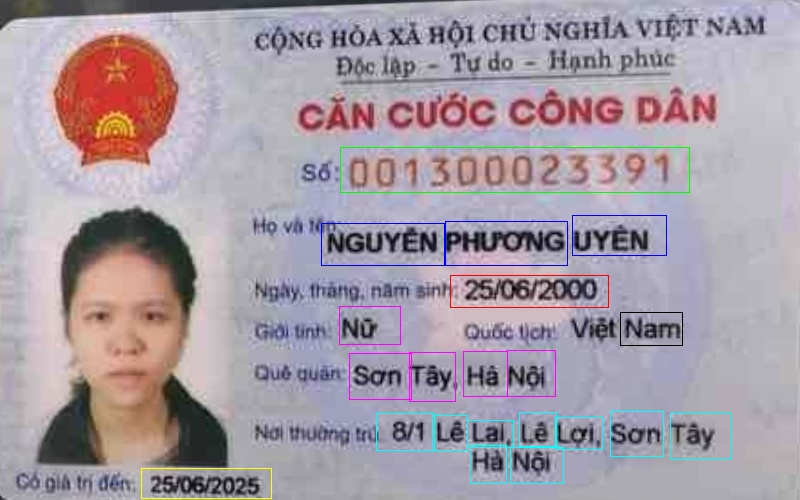 CỘNG HÒA XÃ HỘI CHỦ NGHĨA VIỆT NAM
Độc lập - Tự do - Hạnh phúc
CĂN CƯỚC CÔNG DÂN
Số: 001300023391
Họ và tên: NGUYỄN PHƯƠNG UYÊN
Ngày, tháng, năm sinh: 25/06/2000
Giới tính: Nữ Quốc tịch: Việt Nam
Quê quán: Sơn Tây, Hà Nội
Nơi thường trú: 8/1 Lê Lai, Lê Lợi, Sơn Tây
Hà Nội
Có giá trị đến: 25/06/2025